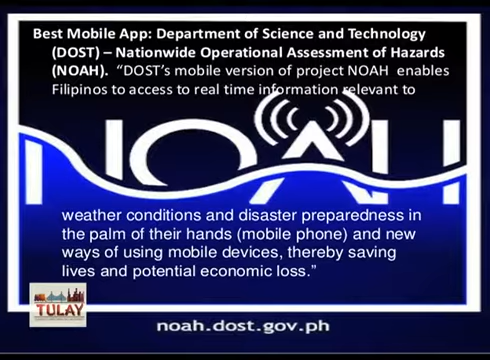 Best Mobile App: Department of Science and Technology
(DOST) – Nationwide Operational Assessment of Hazards
(NOAH). “DOST’s mobile version of project NOAH enables
Filipinos to access to real time information relevant to
NOAH
weather conditions and disaster preparedness in
the palm of their hands (mobile phone) and new
ways of using mobile devices, thereby saving
lives and potential economic loss.”
TULAY
noah.dost.gov.ph